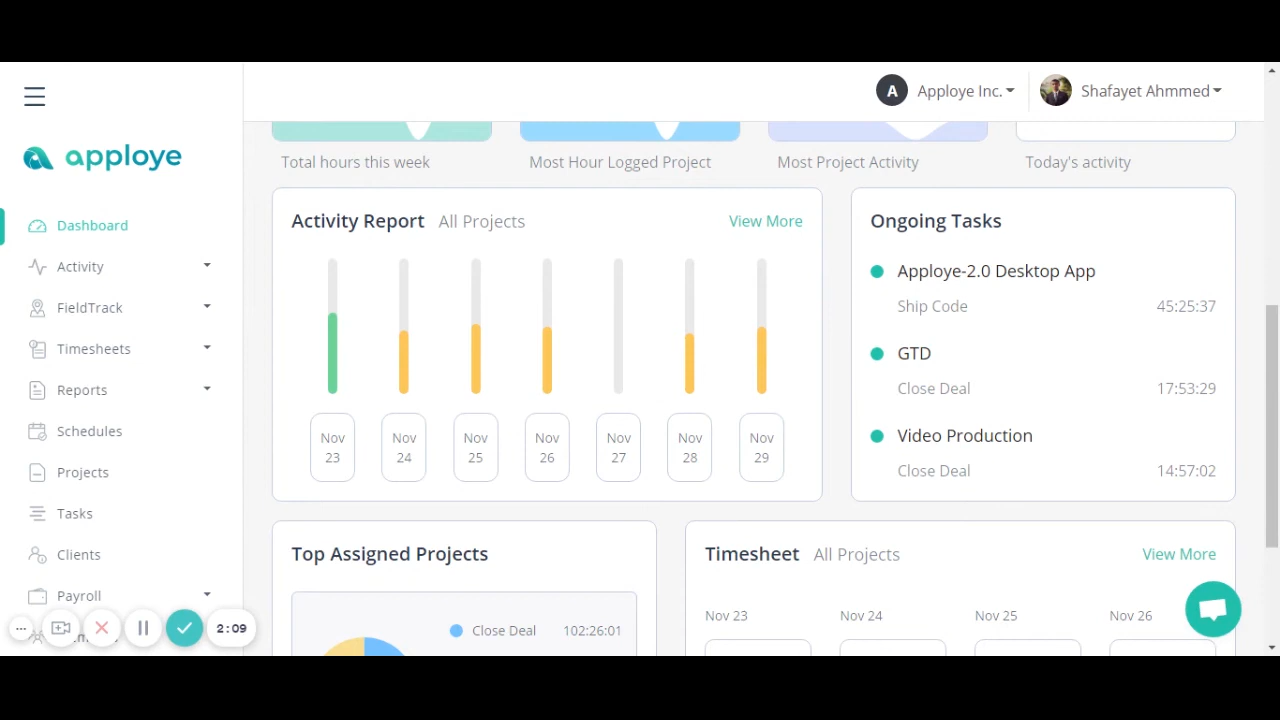 A Apploye Inc. Shafayet Ahmmed
apploye
Dashboard
Activity
FieldTrack
Timesheets
Reports
Schedules
Projects
Tasks
Clients
Payroll
2:09
Total hours this week
Most Hour Logged Project
Most Project Activity
Today's activity
Activity Report All Projects View More
Nov 23
Nov 24
Nov 25
Nov 26
Nov 27
Nov 28
Nov 29
Ongoing Tasks
Apploye-2.0 Desktop App
Ship Code 45:25:37
GTD
Close Deal 17:53:29
Video Production
Close Deal 14:57:02
Top Assigned Projects
Close Deal 102:26:01
Timesheet All Projects View More
Nov 23 Nov 24 Nov 25 Nov 26